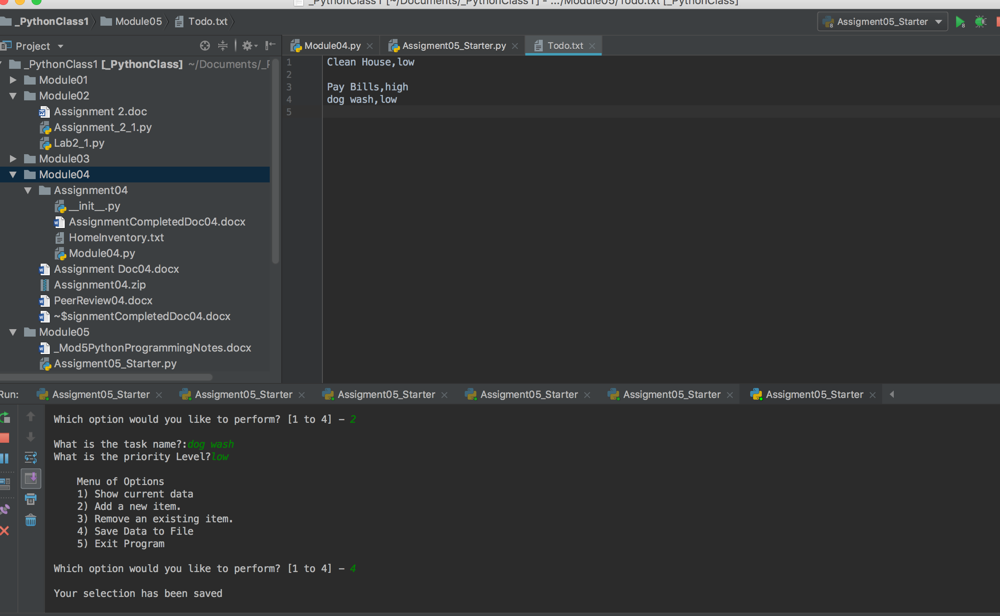 _PythonClass1 [~/Documents/_PythonClass1] - .../Module05/Todo.txt [_PythonClass]
_PythonClass1 Module05 Todo.txt
Assigment05_Starter
Project
Module04.py Assigment05_Starter.py Todo.txt
_PythonClass1 [_PythonClass] ~/Documents/_P
Module01
Module02
Assignment 2.doc
Assignment_2_1.py
Lab2_1.py
Module03
Module04
Assignment04
__init__.py
AssignmentCompletedDoc04.docx
HomeInventory.txt
Module04.py
Assignment Doc04.docx
Assignment04.zip
PeerReview04.docx
~$signmentCompletedDoc04.docx
Module05
_Mod5PythonProgrammingNotes.docx
Assigment05_Starter.py
1 Clean House,low
2
3 Pay Bills,high
4 dog wash,low
5
Run: Assigment05_Starter Assigment05_Starter Assigment05_Starter Assigment05_Starter Assigment05_Starter Assigment05_Starter
Which option would you like to perform? [1 to 4] - 2
What is the task name?:dog wash
What is the priority Level?low
Menu of Options
1) Show current data
2) Add a new item.
3) Remove an existing item.
4) Save Data to File
5) Exit Program
Which option would you like to perform? [1 to 4] - 4
Your selection has been saved